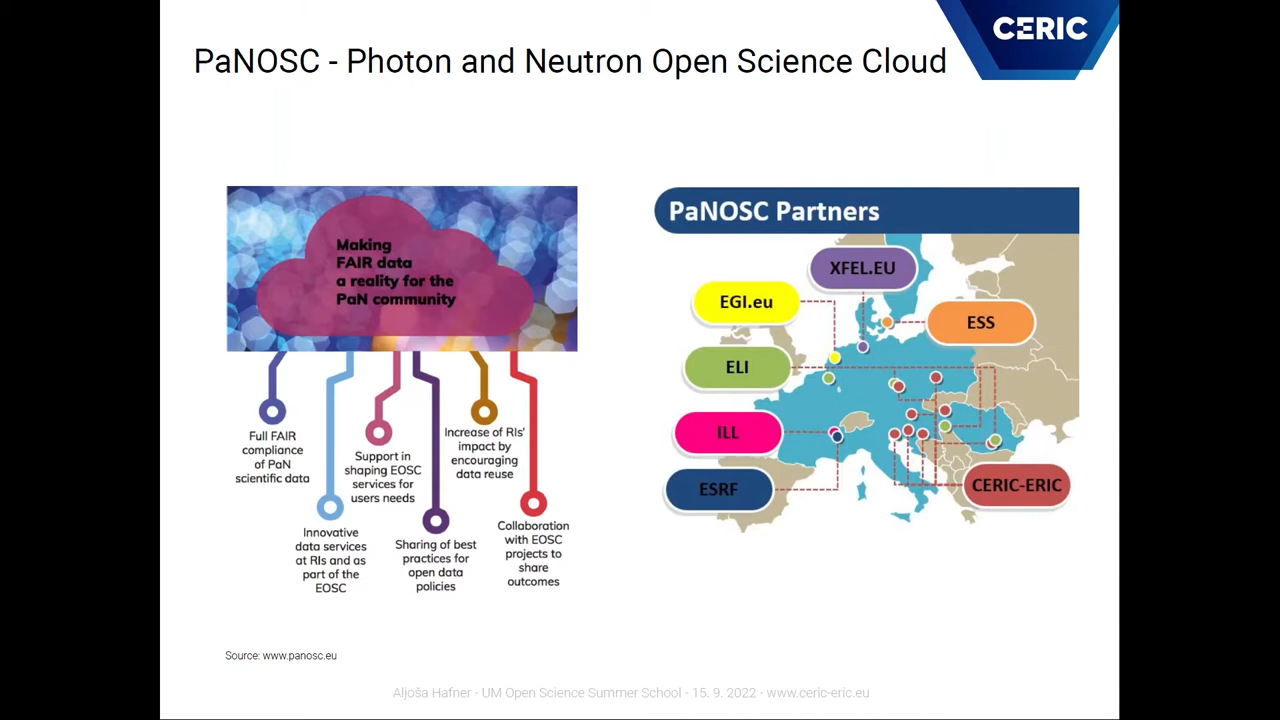 CERIC
PaNOSC - Photon and Neutron Open Science Cloud
Making
FAIR data
a reality for the
PaN community
Full FAIR
compliance
of PaN
scientific data
Innovative
data services
at RIs and as
part of the
EOSC
Support in
shaping EOSC
services for
users needs
Sharing of best
practices for
open data
policies
Increase of RIs'
impact by
encouraging
data reuse
Collaboration
with EOSC
projects to
share
outcomes
PaNOSC Partners
XFEL.EU
EGI.eu
ESS
ELI
ILL
ESRF
CERIC-ERIC
Source: www.panosc.eu
Aljoša Hafner - UM Open Science Summer School - 15. 9. 2022 - www.ceric-eric.eu